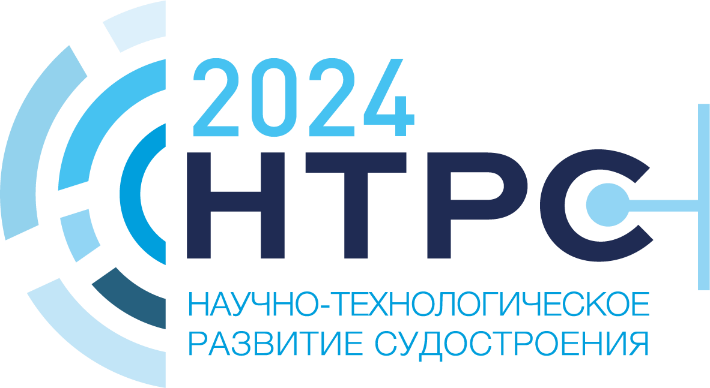 2024
НТРС
НАУЧНО-ТЕХНОЛОГИЧЕСКОЕ
РАЗВИТИЕ СУДОСТРОЕНИЯ